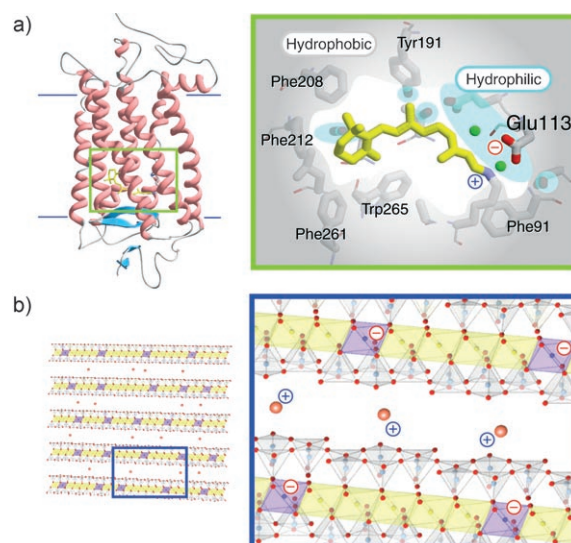 a)
Hydrophobic
Tyr191
Phe208
Hydrophilic
Glu113
Phe212
Trp265
Phe261
Phe91
b)